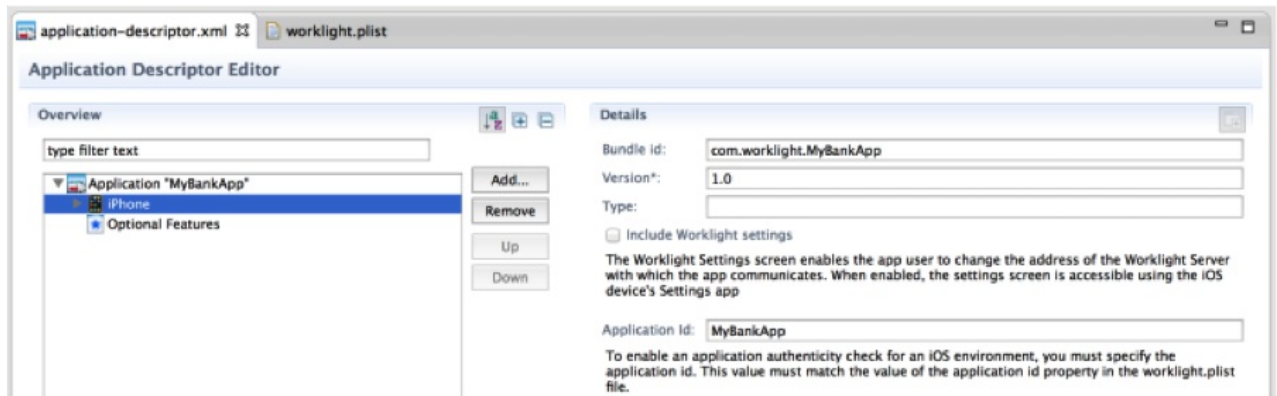 application-descriptor.xml
worklight.plist
Application Descriptor Editor
Overview
type filter text
Application "MyBankApp"
iPhone
Optional Features
Add...
Remove
Up
Down
Details
Bundle id:
com.worklight.MyBankApp
Version*:
1.0
Type:
Include Worklight settings
The Worklight Settings screen enables the app user to change the address of the Worklight Server
with which the app communicates. When enabled, the settings screen is accessible using the iOS
device's Settings app
Application Id:
MyBankApp
To enable an application authenticity check for an iOS environment, you must specify the
application id. This value must match the value of the application id property in the worklight.plist
file.